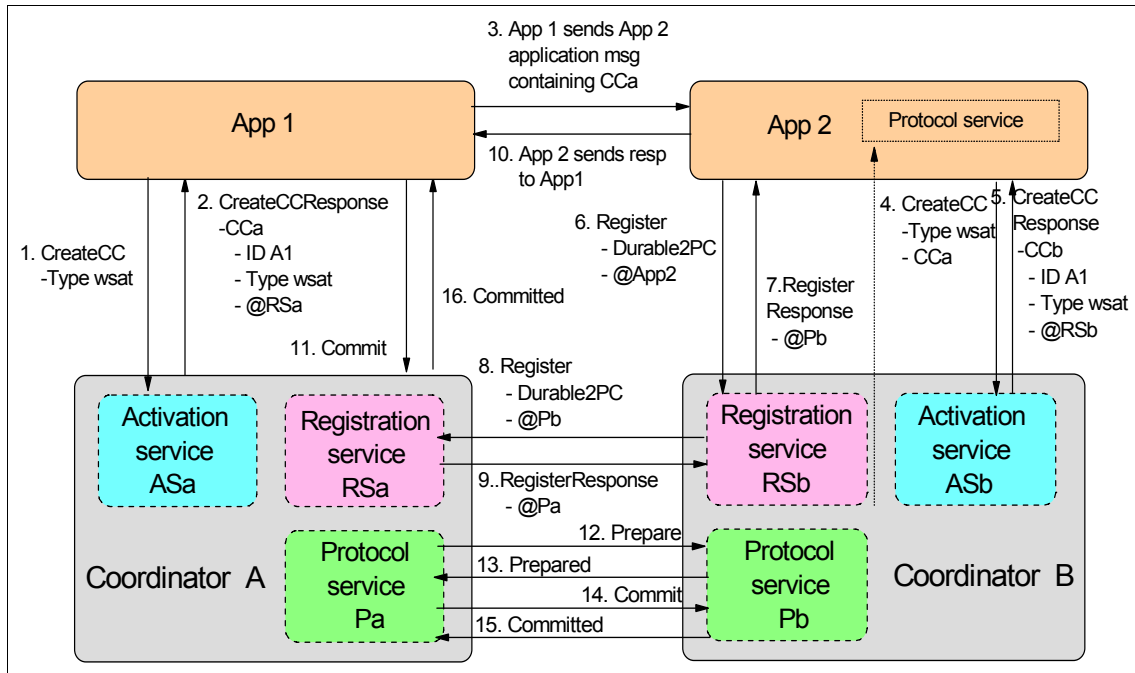 3. App 1 sends App 2
application msg
containing CCa
App 1
App 2
Protocol service
10. App 2 sends resp
to App1
1. CreateCC
-Type wsat
2. CreateCCResponse
-CCa
- ID A1
- Type wsat
- @RSa
16. Committed
11. Commit
6. Register
- Durable2PC
- @App2
7.Register
Response
- @Pb
4. CreateCC
-Type wsat
- CCa
5. CreateCC
Response
-CCb
- ID A1
- Type wsat
- @RSb
8. Register
- Durable2PC
- @Pb
Activation
service
ASa
Registration
service
RSa
Registration
service
RSb
Activation
service
ASb
9..RegisterResponse
- @Pa
12. Prepare
13. Prepared
14. Commit
15. Committed
Coordinator A
Protocol
service
Pa
Protocol
service
Pb
Coordinator B